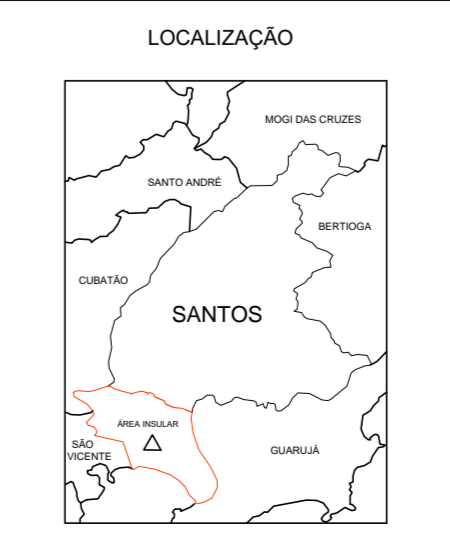 LOCALIZAÇÃO
MOGI DAS CRUZES
SANTO ANDRÉ
BERTIOGA
CUBATÃO
SANTOS
ÁREA INSULAR
SÃO
VICENTE
GUARUJÁ